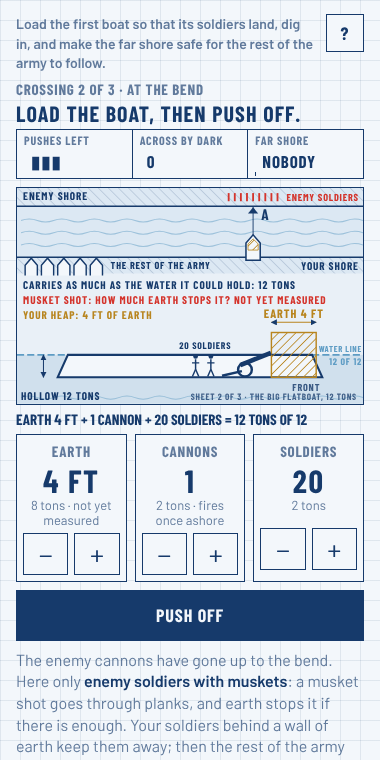 Load the first boat so that its soldiers land, dig
in, and make the far shore safe for the rest of the
army to follow.
?
CROSSING 2 OF 3 · AT THE BEND
LOAD THE BOAT, THEN PUSH OFF.
PUSHES LEFT
ACROSS BY DARK
0
FAR SHORE
NOBODY
ENEMY SHORE
ENEMY SOLDIERS
A
THE REST OF THE ARMY
YOUR SHORE
CARRIES AS MUCH AS THE WATER IT COULD HOLD: 12 TONS
MUSKET SHOT: HOW MUCH EARTH STOPS IT? NOT YET MEASURED
YOUR HEAP: 4 FT OF EARTH
EARTH 4 FT
20 SOLDIERS
WATER LINE
12 OF 12
FRONT
HOLLOW 12 TONS
SHEET 2 OF 3 · THE BIG FLATBOAT, 12 TONS
EARTH 4 FT + 1 CANNON + 20 SOLDIERS = 12 TONS OF 12
EARTH
4 FT
8 tons · not yet
measured
− +
CANNONS
1
2 tons · fires
once ashore
− +
SOLDIERS
20
2 tons
− +
PUSH OFF
The enemy cannons have gone up to the bend.
Here only enemy soldiers with muskets: a musket
shot goes through planks, and earth stops it if
there is enough. Your soldiers behind a wall of
earth keep them away; then the rest of the army